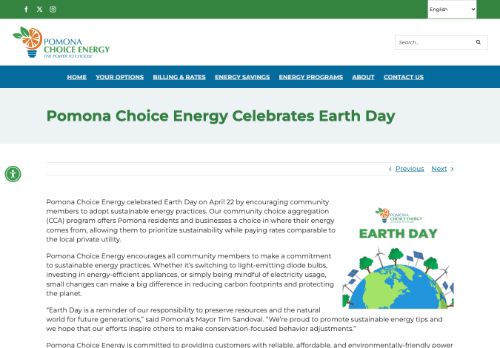 English
POMONA
CHOICE ENERGY
THE POWER TO CHOOSE
Search...
HOME YOUR OPTIONS BILLING & RATES ENERGY SAVINGS ENERGY PROGRAMS ABOUT CONTACT US
Pomona Choice Energy Celebrates Earth Day
Previous Next
Pomona Choice Energy celebrated Earth Day on April 22 by encouraging community
members to adopt sustainable energy practices. Our community choice aggregation
(CCA) program offers Pomona residents and businesses a choice in where their energy
comes from, allowing them to prioritize sustainability while paying rates comparable to
the local private utility.
Pomona Choice Energy encourages all community members to make a commitment
to sustainable energy practices. Whether it's switching to light-emitting diode bulbs,
investing in energy-efficient appliances, or simply being mindful of electricity usage,
small changes can make a big difference in reducing carbon footprints and protecting
the planet.
POMONA
CHOICE ENERGY
EARTH DAY
"Earth Day is a reminder of our responsibility to preserve resources and the natural
world for future generations," said Pomona's Mayor Tim Sandoval. "We're proud to promote sustainable energy tips and
we hope that our efforts inspire others to make conservation-focused behavior adjustments."
Pomona Choice Energy is committed to providing customers with reliable, affordable, and environmentally-friendly power